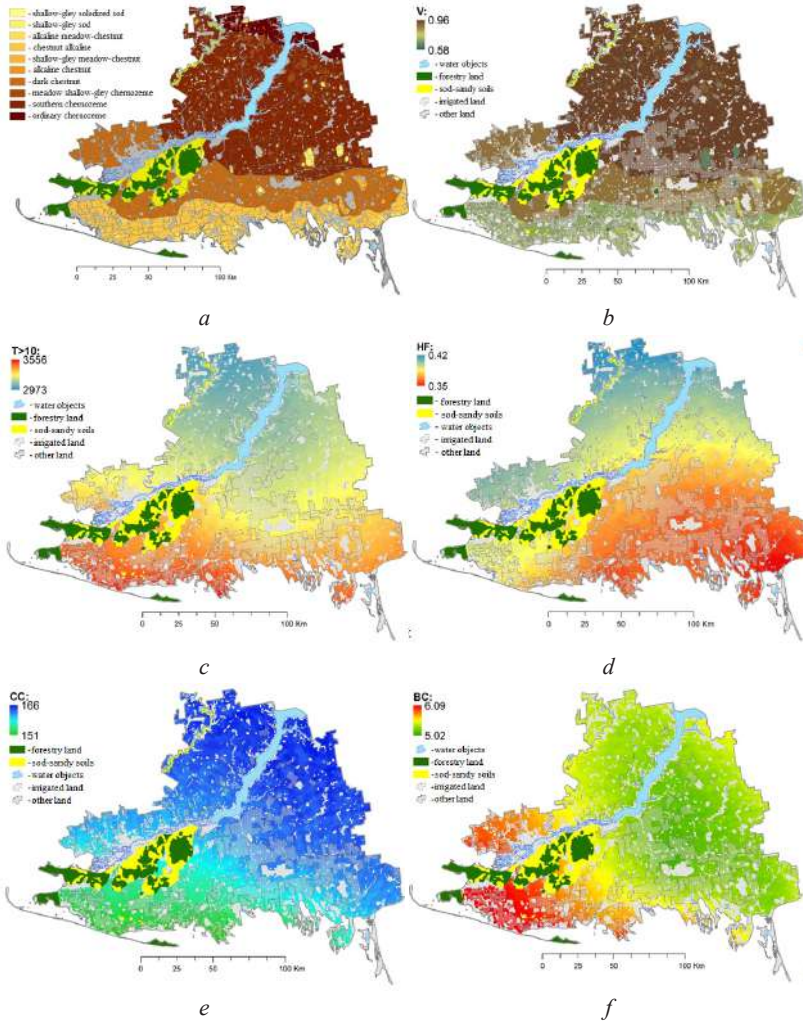 - shallow-gley solodized sod
- shallow-gley sod
- alkaline meadow-chestnut
- chestnut alkaline
- shallow-gley meadow-chestnut
- alkaline chestnut
- dark chestnut
- meadow shallow-gley chernozems
- southern chernozems
- ordinary chernozems
0 25 50 100 Km
a
V:
0.96
0.58
- water objects
- forestry land
- sod-sandy soils
- irrigated land
- other land
0 25 50 100 Km
b
T>10:
3556
2973
- water objects
- forestry land
- sod-sandy soils
- irrigated land
- other land
0 25 50 100 Km
c
HF:
0.42
0.35
- forestry land
- sod-sandy soils
- water objects
- irrigated land
- other land
0 25 50 100 Km
d
CC:
166
151
- forestry land
- sod-sandy soils
- water objects
- irrigated land
- other land
0 25 50 100 Km
e
BC:
6.09
5.02
- water objects
- forestry land
- sod-sandy soils
- irrigated land
- other land
0 25 50 100 Km
f